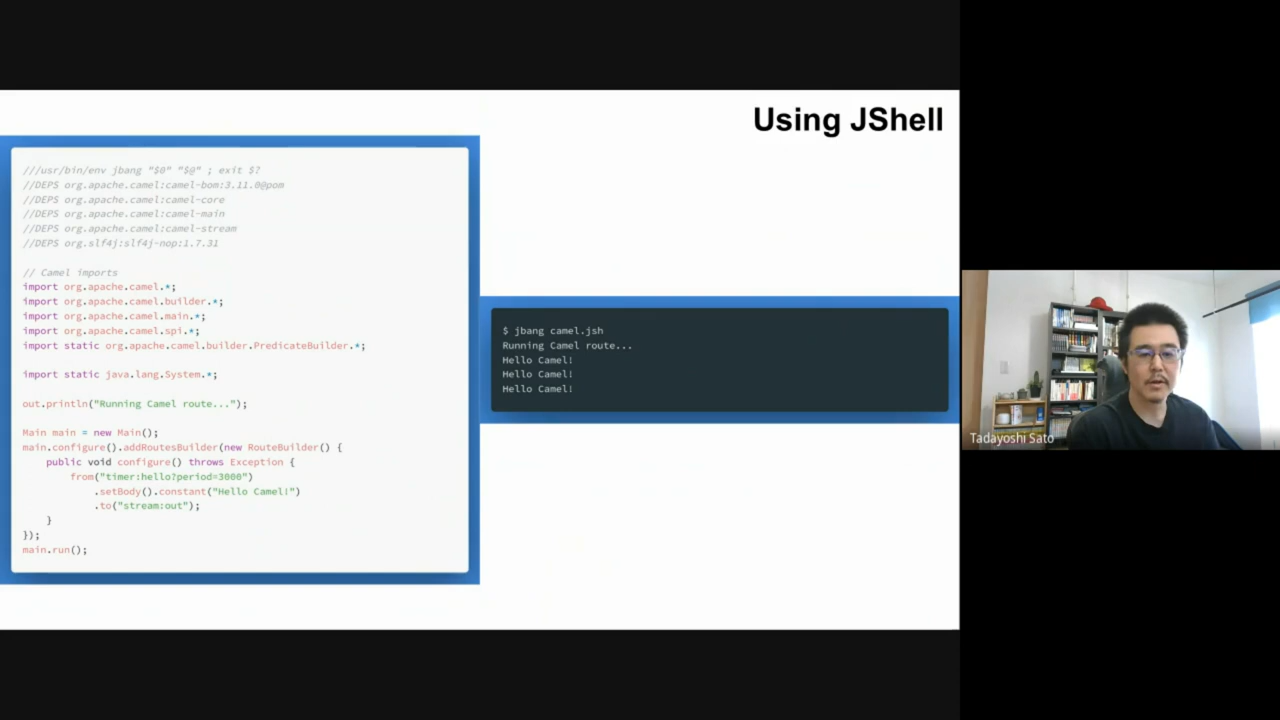 Using JShell
///usr/bin/env jbang "$0" "$@" ; exit $?
//DEPS org.apache.camel:camel-bom:3.11.0@pom
//DEPS org.apache.camel:camel-core
//DEPS org.apache.camel:camel-main
//DEPS org.apache.camel:camel-stream
//DEPS org.slf4j:slf4j-nop:1.7.31
// Camel imports
import org.apache.camel.*;
import org.apache.camel.builder.*;
import org.apache.camel.main.*;
import org.apache.camel.spi.*;
import static org.apache.camel.builder.PredicateBuilder.*;
import static java.lang.System.*;
out.println("Running Camel route...");
Main main = new Main();
main.configure().addRoutesBuilder(new RouteBuilder() {
    public void configure() throws Exception {
        from("timer:hello?period=3000")
            .setBody().constant("Hello Camel!")
            .to("stream:out");
    }
});
main.run();
$ jbang camel.jsh
Running Camel route...
Hello Camel!
Hello Camel!
Hello Camel!
Tadayoshi Sato